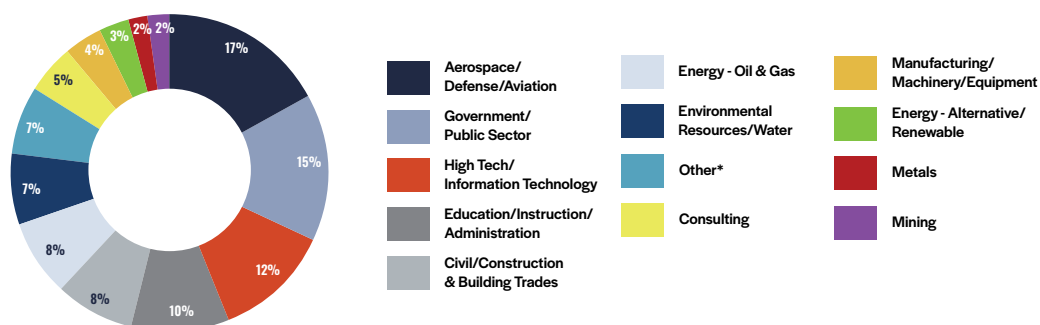 17%
15%
12%
10%
8%
8%
7%
7%
5%
4%
3%
2%
2%
Aerospace/
Defense/Aviation
Government/
Public Sector
High Tech/
Information Technology
Education/Instruction/
Administration
Civil/Construction
& Building Trades
Energy - Oil & Gas
Environmental
Resources/Water
Other*
Consulting
Manufacturing/
Machinery/Equipment
Energy - Alternative/
Renewable
Metals
Mining